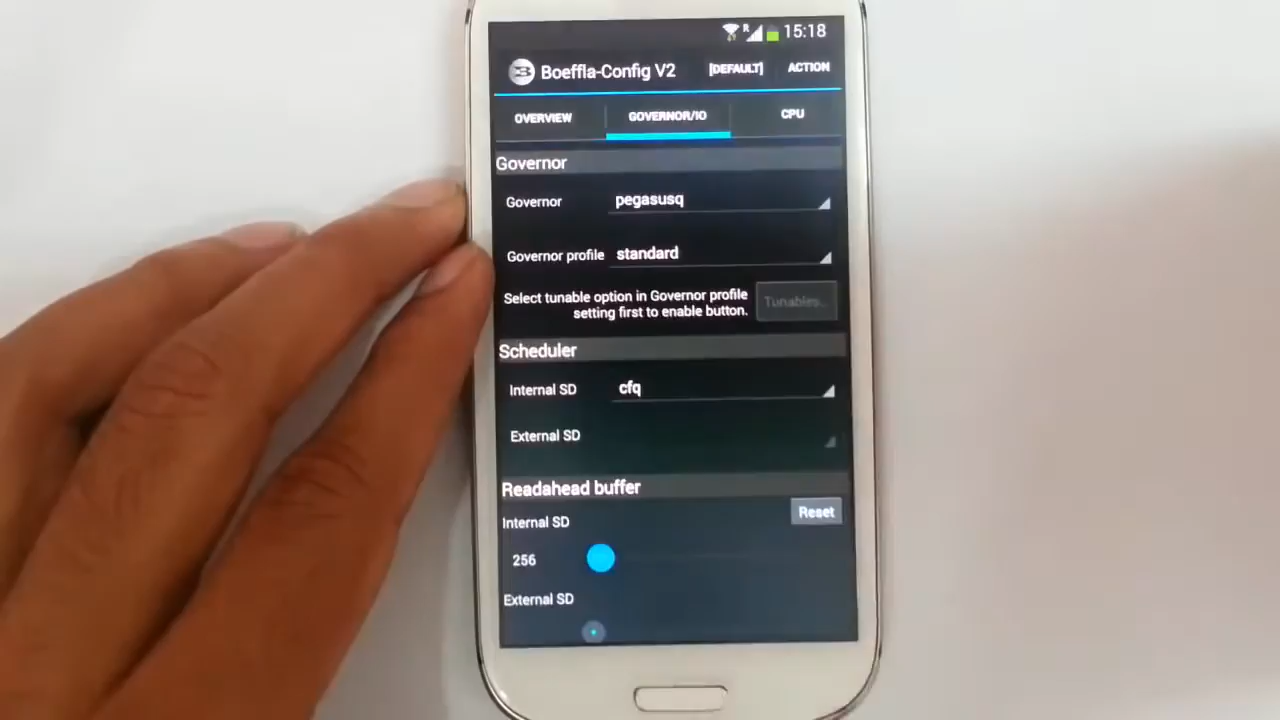 R 15:18
Boeffla-Config V2 [DEFAULT] ACTION
OVERVIEW GOVERNOR/IO CPU
Governor
Governor pegasusq
Governor profile standard
Select tunable option in Governor profile
setting first to enable button.
Tunables...
Scheduler
Internal SD cfq
External SD
Readahead buffer
Internal SD Reset
256
External SD